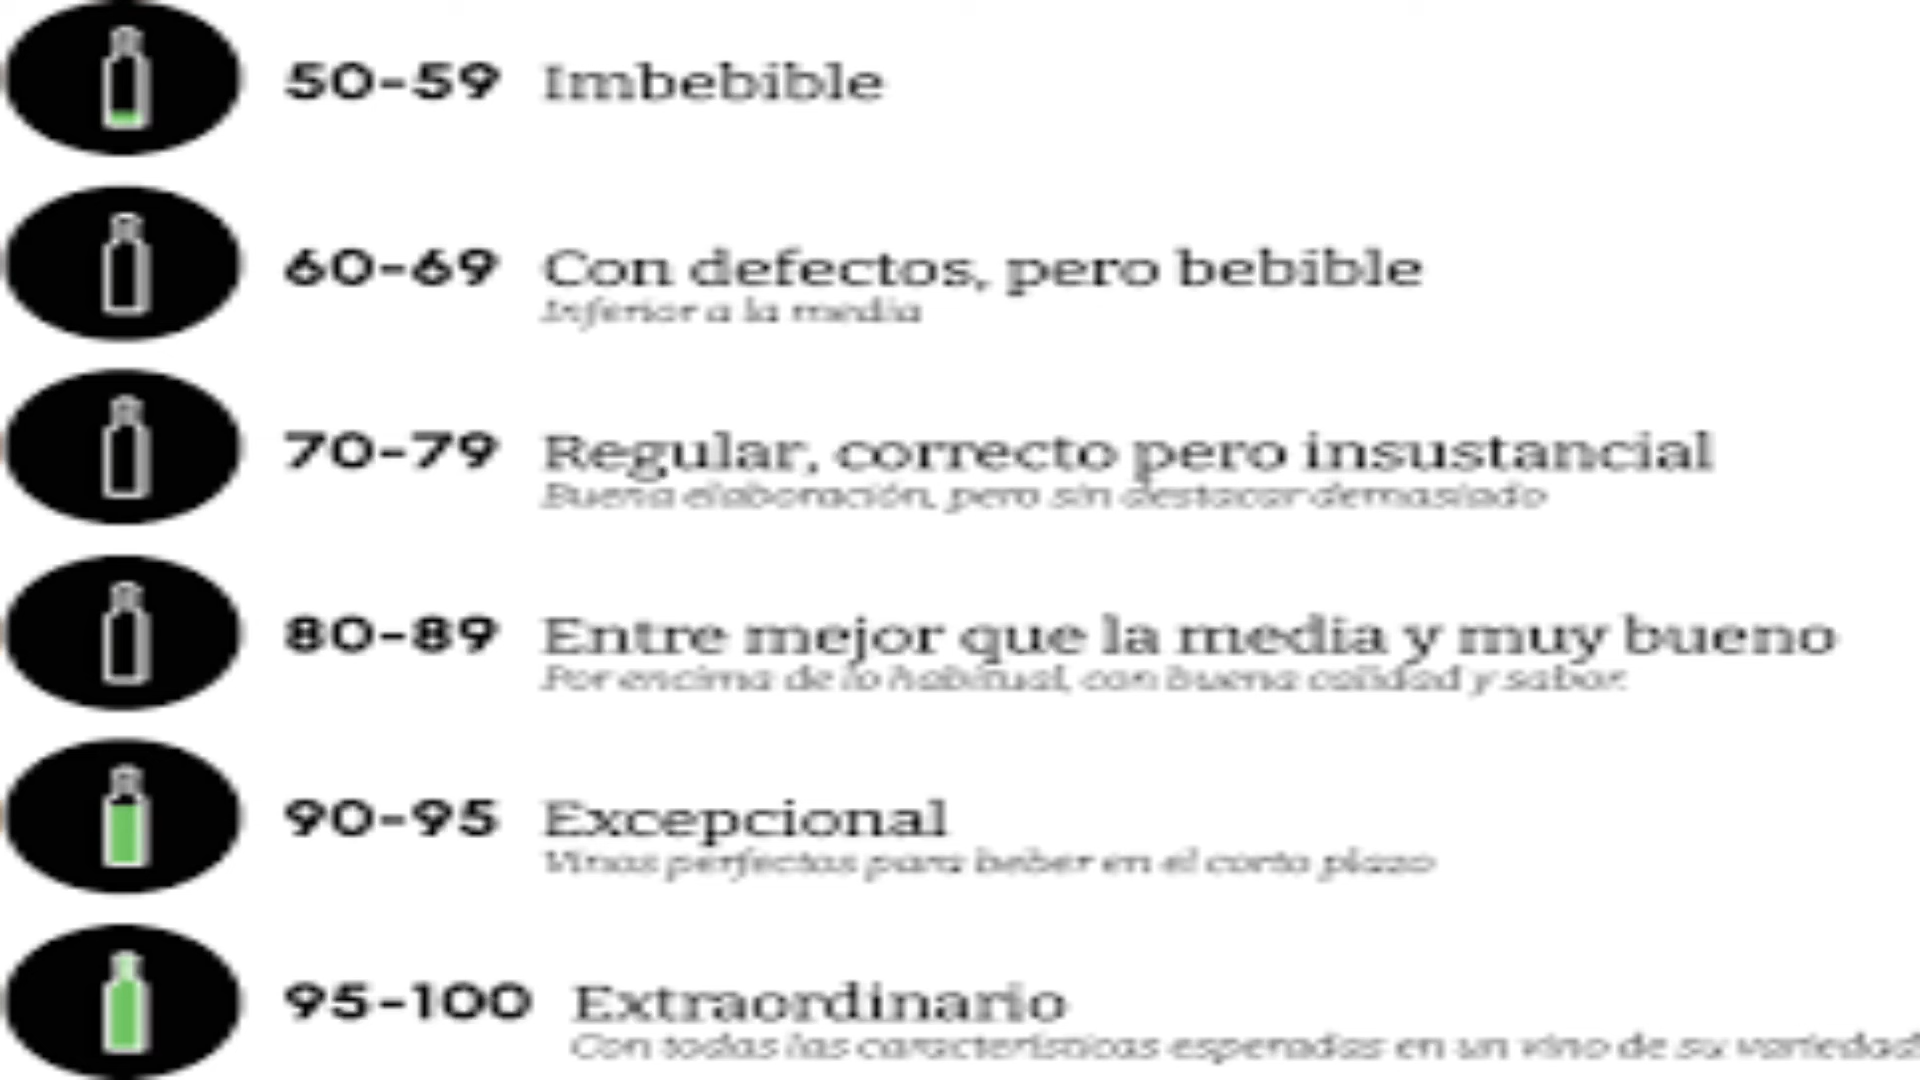 50-59 Imbebible
60-69 Con defectos, pero bebible
Inferior a la media
70-79 Regular, correcto pero insustancial
Buena elaboración, pero sin destacar demasiado
80-89 Entre mejor que la media y muy bueno
Por encima de lo habitual, con buena calidad y sabor.
90-95 Excepcional
Vinos perfectos para beber en el corto plazo
95-100 Extraordinario
Con todas las características esperadas en un vino de su variedad